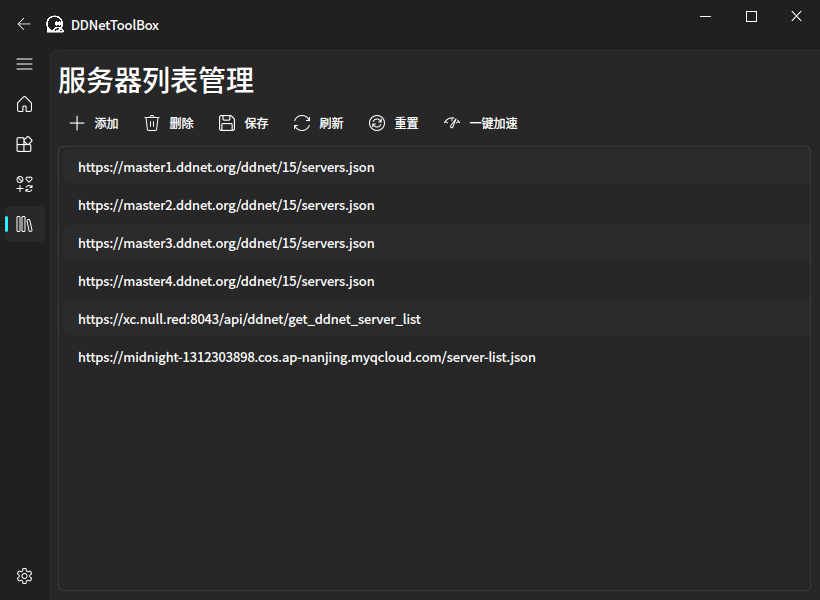 DDNetToolBox
服务器列表管理
添加 删除 保存 刷新 重置 一键加速
https://master1.ddnet.org/ddnet/15/servers.json
https://master2.ddnet.org/ddnet/15/servers.json
https://master3.ddnet.org/ddnet/15/servers.json
https://master4.ddnet.org/ddnet/15/servers.json
https://xc.null.red:8043/api/ddnet/get_ddnet_server_list
https://midnight-1312303898.cos.ap-nanjing.myqcloud.com/server-list.json